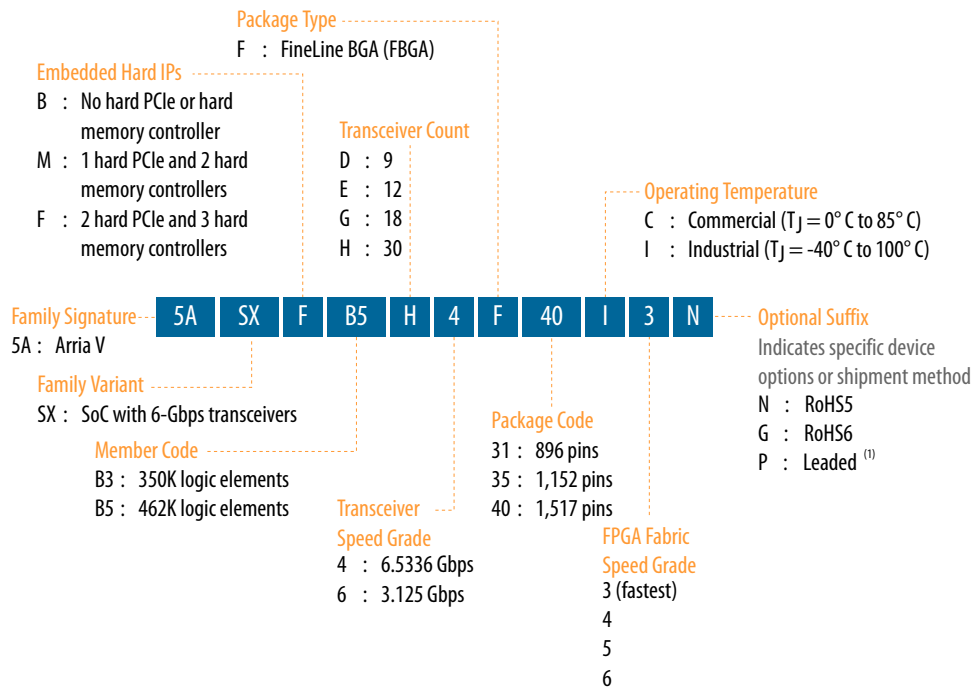 Package Type
F : FineLine BGA (FBGA)
Embedded Hard IPs
B : No hard PCIe or hard
memory controller
M : 1 hard PCIe and 2 hard
memory controllers
F : 2 hard PCIe and 3 hard
memory controllers
Transceiver Count
D : 9
E : 12
G : 18
H : 30
Operating Temperature
C : Commercial (TJ = 0° C to 85° C)
I : Industrial (TJ = -40° C to 100° C)
Family Signature
5A : Arria V
5A SX F B5 H 4 F 40 I 3 N
Optional Suffix
Indicates specific device
options or shipment method
N : RoHS5
G : RoHS6
P : Leaded (1)
Family Variant
SX : SoC with 6-Gbps transceivers
Member Code
B3 : 350K logic elements
B5 : 462K logic elements
Transceiver
Speed Grade
4 : 6.5336 Gbps
6 : 3.125 Gbps
Package Code
31 : 896 pins
35 : 1,152 pins
40 : 1,517 pins
FPGA Fabric
Speed Grade
3 (fastest)
4
5
6